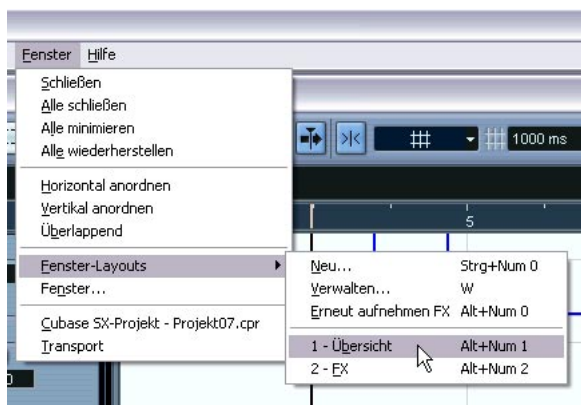 Fenster Hilfe
Schließen
Alle schließen
Alle minimieren
Alle wiederherstellen
1000 ms
Horizontal anordnen
Vertikal anordnen
Überlappend
5
Fenster-Layouts
Neu... Strg+Num 0
Fenster...
Verwalten... W
Erneut aufnehmen FX Alt+Num 0
Cubase SX-Projekt - Projekt07.cpr
Transport
1 - Übersicht Alt+Num 1
2 - FX Alt+Num 2